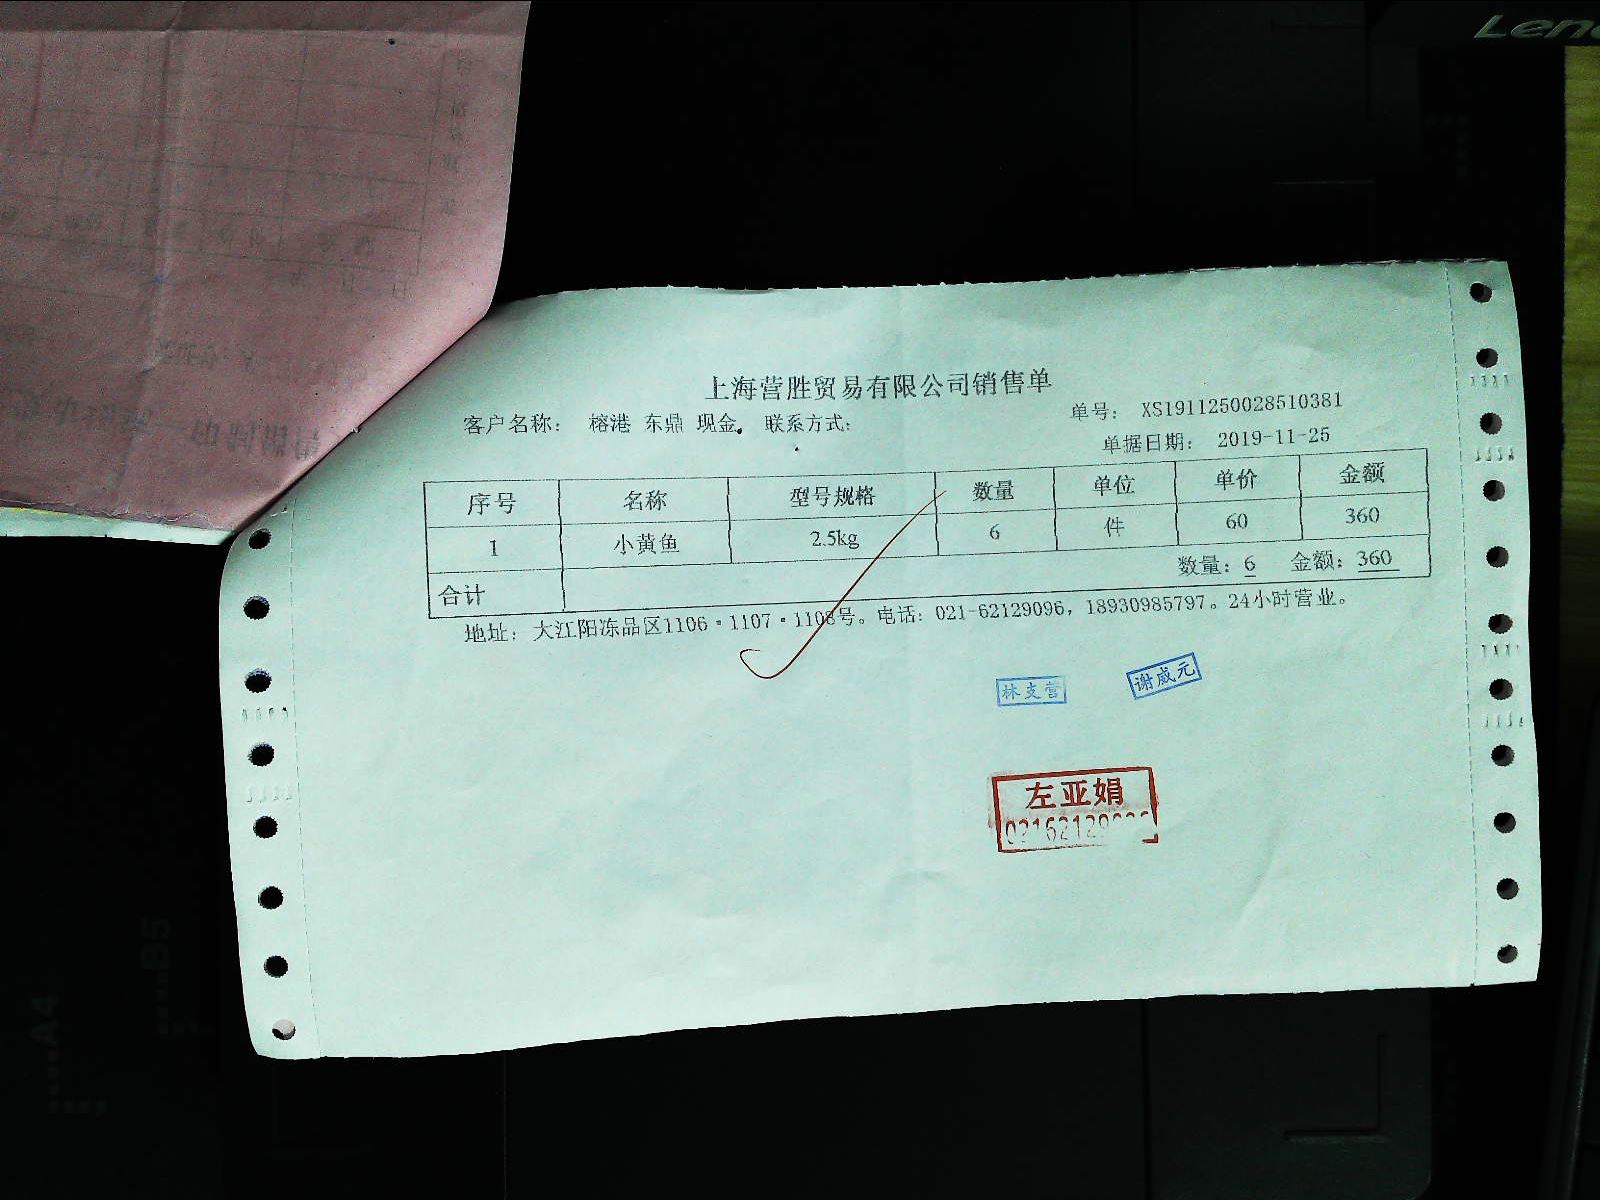 上海营胜贸易有限公司销售单
客户名称： 榕港 东鼎 现金。 联系方式：
单号： XS1911250028510381
单据日期： 2019-11-25
序号 名称 型号规格 数量 单位 单价 金额
1 小黄鱼 2.5kg 6 件 60 360
合计 数量：6 金额：360
地址：大江阳冻品区1106·1107·1108号。电话：021-62129096，18930985797。24小时营业。
林支营
谢威元
左亚娟
A4
B5